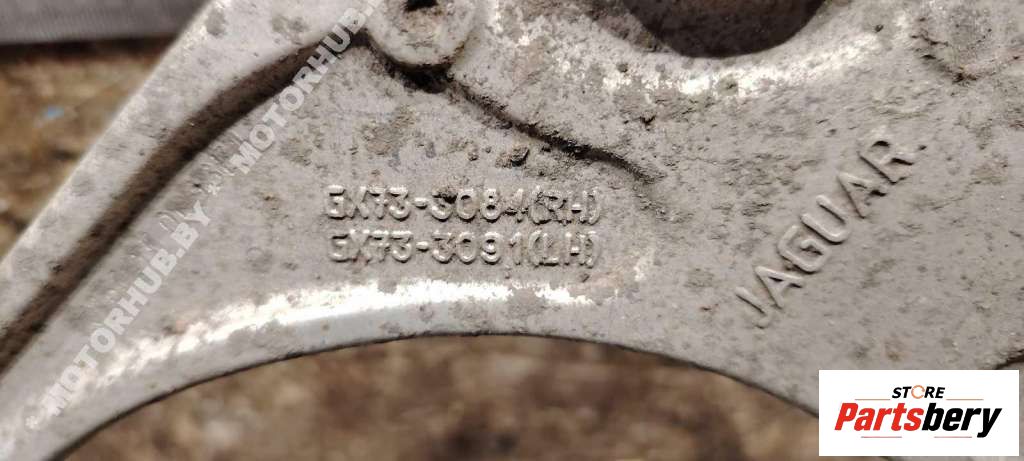 GX73-3084(RH)
GX73-3091(LH)
JAGUAR
MOTORHUB.BY
MOTORHUB.BY
STORE
Partsbery